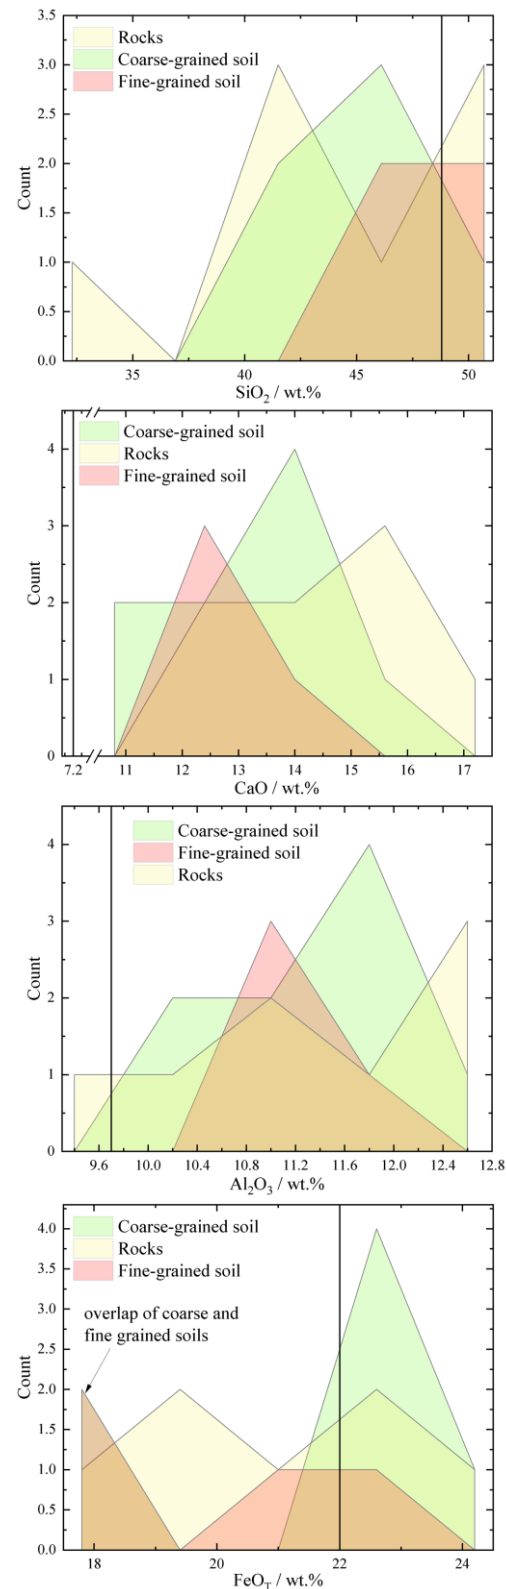 3.5
3.0
2.5
2.0
1.5
1.0
0.5
0.0
Count
Rocks
Coarse-grained soil
Fine-grained soil
35
40
45
50
SiO₂ / wt.%
4
3
2
1
0
Count
Coarse-grained soil
Rocks
Fine-grained soil
7.2
11
12
13
14
15
16
17
CaO / wt.%
4
3
2
1
0
Count
Coarse-grained soil
Fine-grained soil
Rocks
9.6
10.0
10.4
10.8
11.2
11.6
12.0
12.4
12.8
Al₂O₃ / wt.%
4.0
3.5
3.0
2.5
2.0
1.5
1.0
0.5
0.0
Count
Coarse-grained soil
Rocks
Fine-grained soil
overlap of coarse and
fine grained soils
18
20
22
24
FeO_T / wt.%